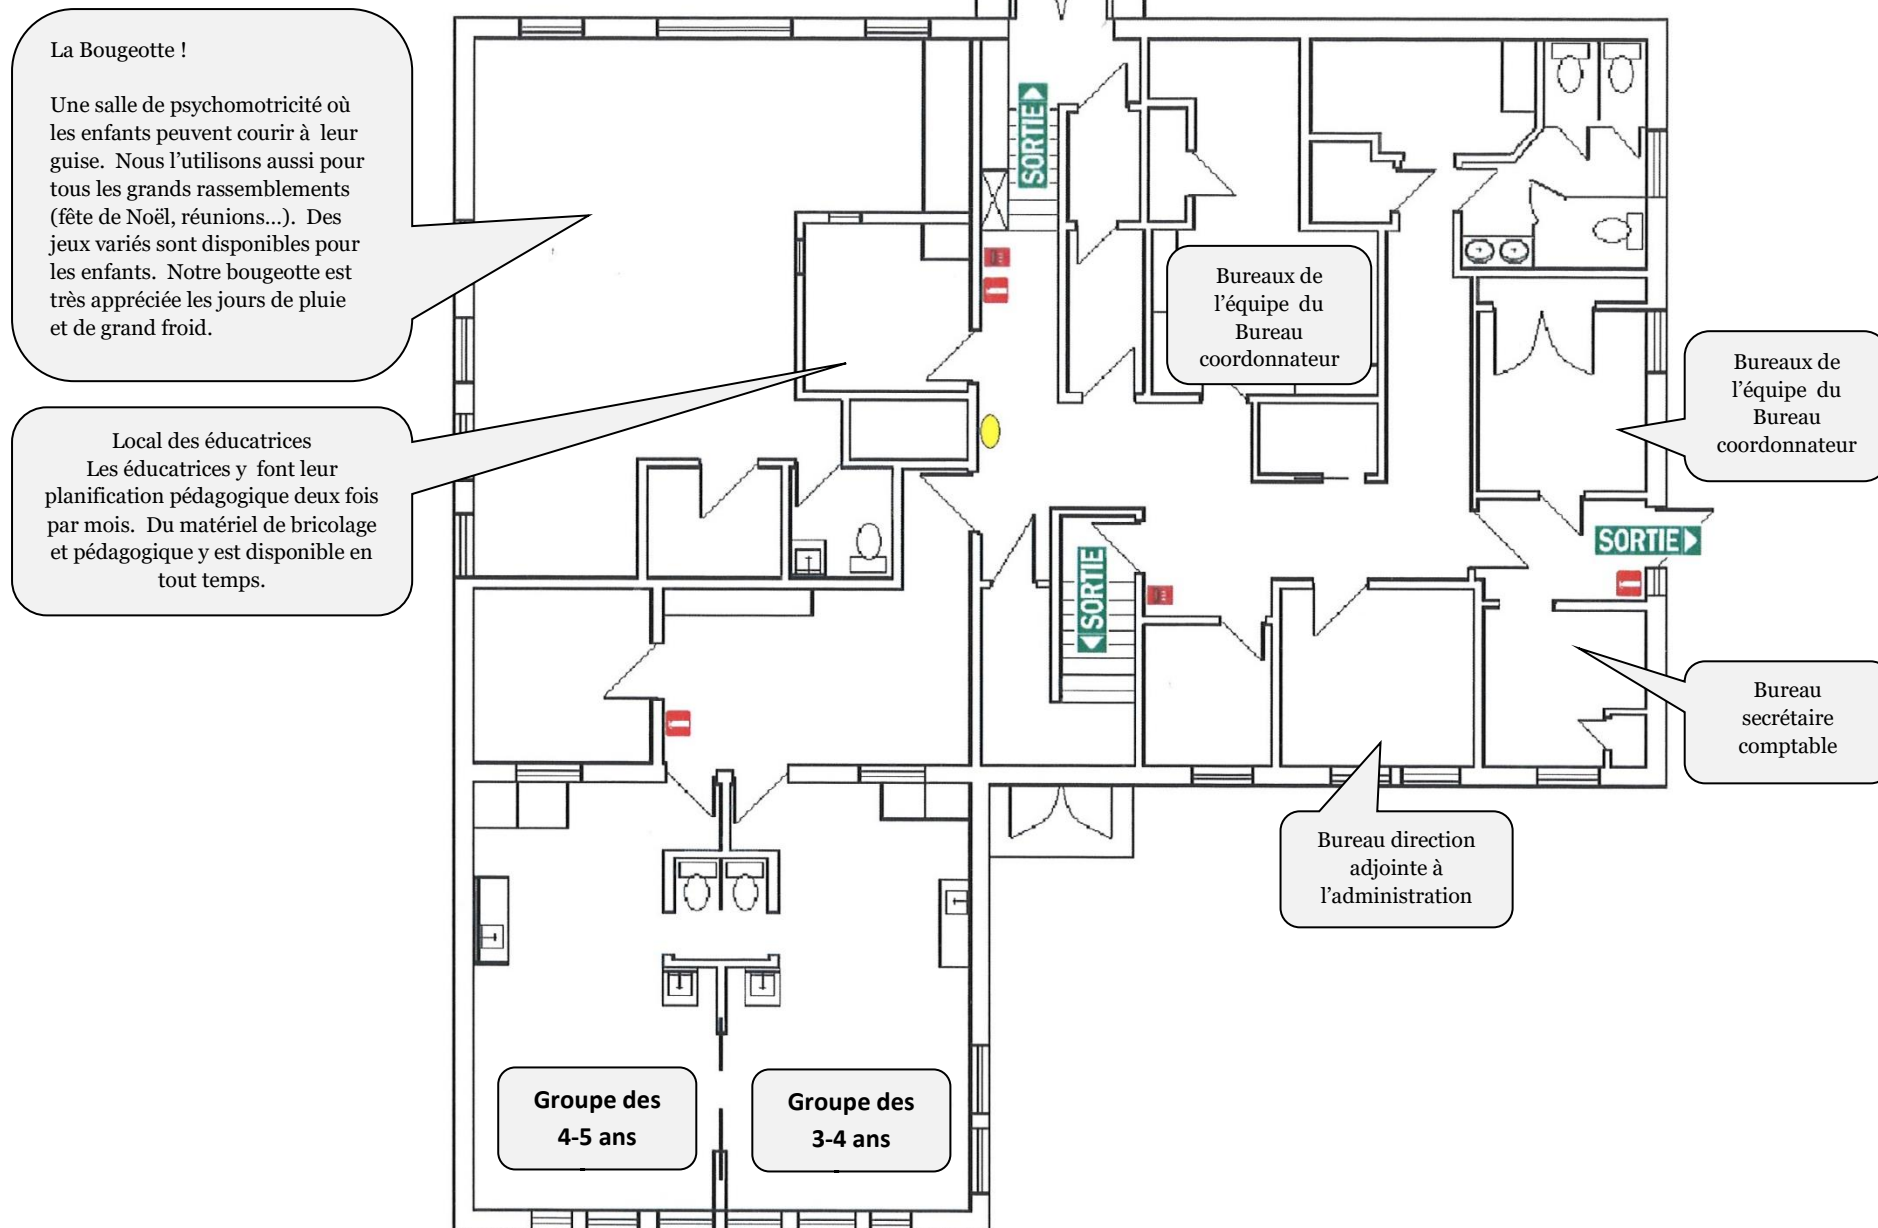 La Bougeotte !
Une salle de psychomotricité où
les enfants peuvent courir à leur
guise. Nous l’utilisons aussi pour
tous les grands rassemblements
(fête de Noël, réunions...). Des
jeux variés sont disponibles pour
les enfants. Notre bougeotte est
très appréciée les jours de pluie
et de grand froid.
Local des éducatrices
Les éducatrices y font leur
planification pédagogique deux fois
par mois. Du matériel de bricolage
et pédagogique y est disponible en
tout temps.
SORTIE
Bureaux de
l’équipe du
Bureau
coordonnateur
Bureaux de
l’équipe du
Bureau
coordonnateur
SORTIE
SORTIE
Bureau
secrétaire
comptable
Bureau direction
adjointe à
l’administration
Groupe des
4-5 ans
Groupe des
3-4 ans